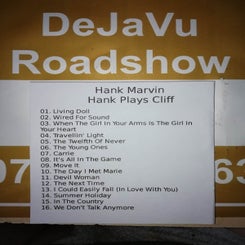 DeJaVu
Roadshow
Hank Marvin
Hank Plays Cliff
01. Living Doll
02. Wired For Sound
03. When The Girl In Your Arms Is The Girl In
Your Heart
04. Travellin' Light
05. The Twelfth Of Never
06. The Young Ones
07. Carrie
08. It's All In The Game
09. Move It
10. The Day I Met Marie
11. Devil Woman
12. The Next Time
13. I Could Easily Fall (In Love With You)
14. Summer Holiday
15. In The Country
16. We Don't Talk Anymore